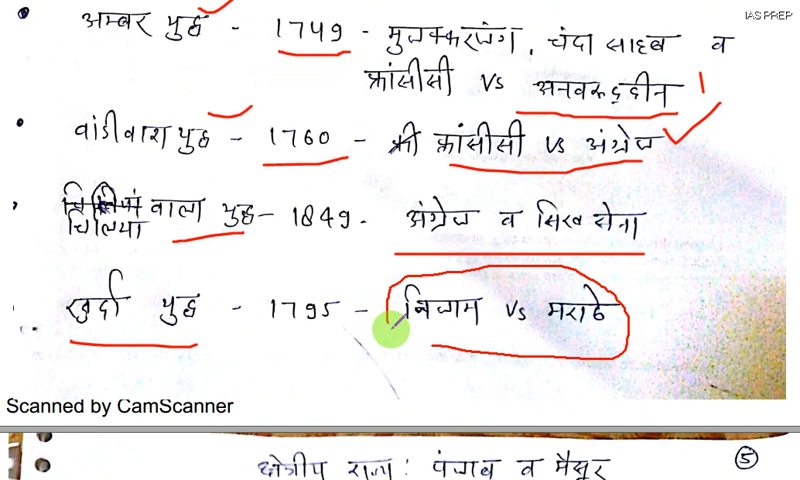 IAS PREP
• अम्बर युद्ध - 1749 - मुजफ्करजंग, चंदा साहब व
फ्रांसीसी VS अनवरुद्दीन
• वांडीवाश युद्ध - 1760 - फ्रांसीसी vs अंग्रेज
चिलिया वाला युद्ध - 1849 - अंग्रेज व सिख सेना
खुर्दा युद्ध - 1795 - निजाम vs मराठे
Scanned by CamScanner
क्षेत्रीय राज्य : पंजाब व मैसूर
5